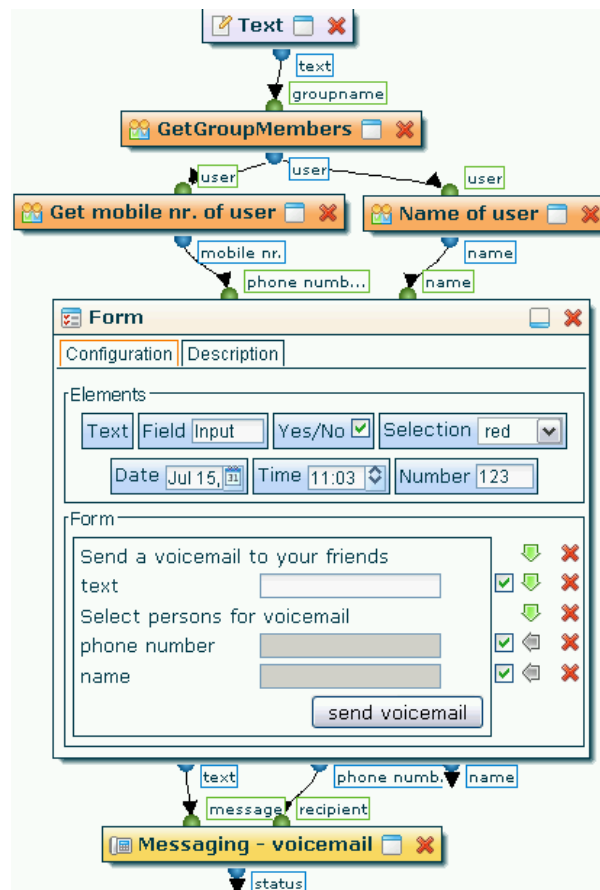 Text
text
groupname
GetGroupMembers
user user user
Get mobile nr. of user Name of user
mobile nr. name
phone numb... name
Form
Configuration Description
Elements
Text Field Input Yes/No Selection red
Date Jul 15, 31 Time 11:03 Number 123
Form
Send a voicemail to your friends
text
Select persons for voicemail
phone number
name
send voicemail
text phone numb. name
message recipient
Messaging - voicemail
status